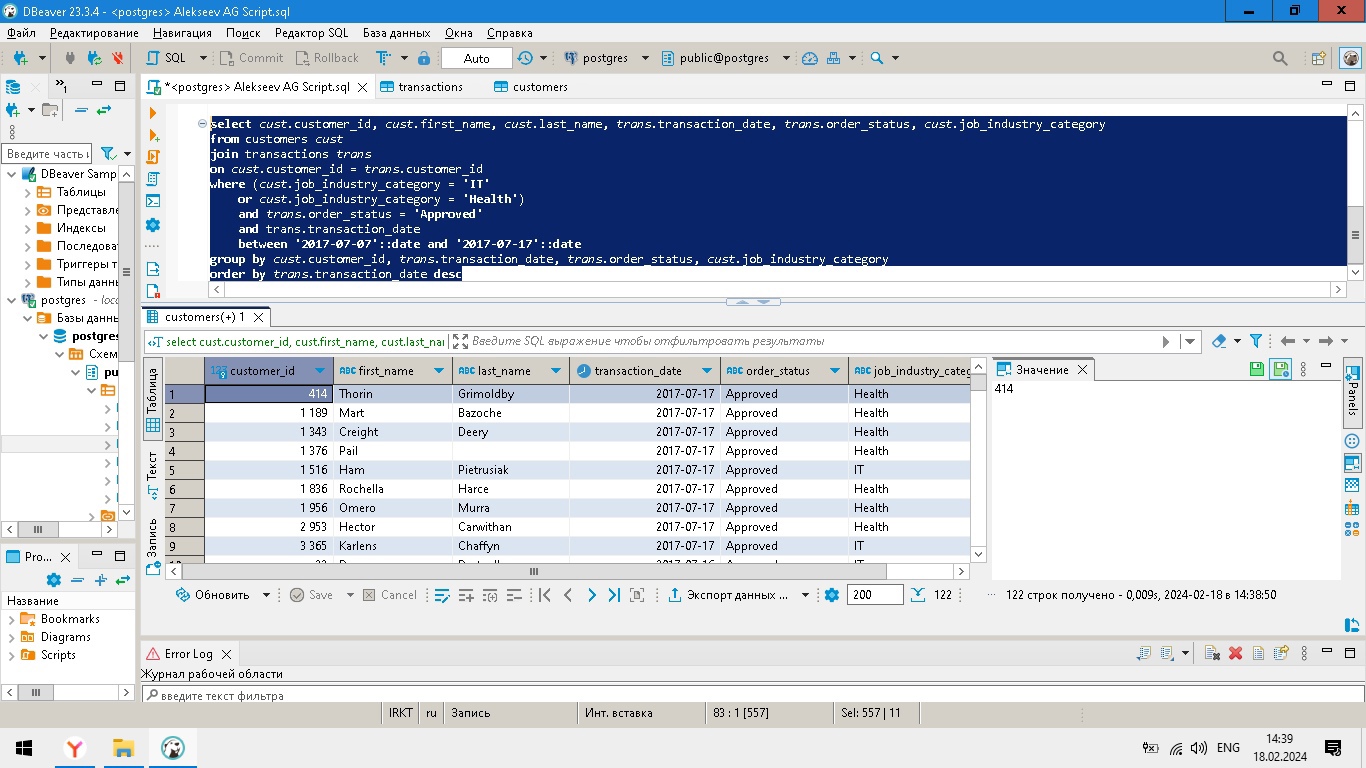 DBeaver 23.3.4 - <postgres> Alekseev AG Script.sql
Файл Редактирование Навигация Поиск Редактор SQL База данных Окна Справка
SQL Commit Rollback Auto postgres public@postgres
»1 *<postgres> Alekseev AG Script.sql transactions customers
select cust.customer_id, cust.first_name, cust.last_name, trans.transaction_date, trans.order_status, cust.job_industry_category
from customers cust
join transactions trans
on cust.customer_id = trans.customer_id
where (cust.job_industry_category = 'IT'
or cust.job_industry_category = 'Health')
and trans.order_status = 'Approved'
and trans.transaction_date
between '2017-07-07'::date and '2017-07-17'::date
group by cust.customer_id, trans.transaction_date, trans.order_status, cust.job_industry_category
order by trans.transaction_date desc
Введите часть
DBeaver Samp
Таблицы
Представле
Индексы
Последова
Триггеры т
Типы данн
postgres - loca
Базы данн
postgres
Схем
pu
customers(+) 1
select cust.customer_id, cust.first_name, cust.last_nam Введите SQL выражение чтобы отфильтровать результаты
Таблица
Текст
Запись
123 customer_id ABC first_name ABC last_name transaction_date ABC order_status ABC job_industry_categ
1 414 Thorin Grimoldby 2017-07-17 Approved Health
2 1 189 Mart Bazoche 2017-07-17 Approved Health
3 1 343 Creight Deery 2017-07-17 Approved Health
4 1 376 Pail 2017-07-17 Approved Health
5 1 516 Ham Pietrusiak 2017-07-17 Approved IT
6 1 836 Rochella Harce 2017-07-17 Approved Health
7 1 956 Omero Murra 2017-07-17 Approved Health
8 2 953 Hector Carwithan 2017-07-17 Approved Health
9 3 365 Karlens Chaffyn 2017-07-17 Approved IT
Значение
414
Panels
Обновить Save Cancel Экспорт данных ... 200 122 122 строк получено - 0,009s, 2024-02-18 в 14:38:50
Pro...
Название
Bookmarks
Diagrams
Scripts
Error Log
Журнал рабочей области
введите текст фильтра
IRKT ru Запись Инт. вставка 83 : 1 [557] Sel: 557 | 11
ENG 14:39
18.02.2024